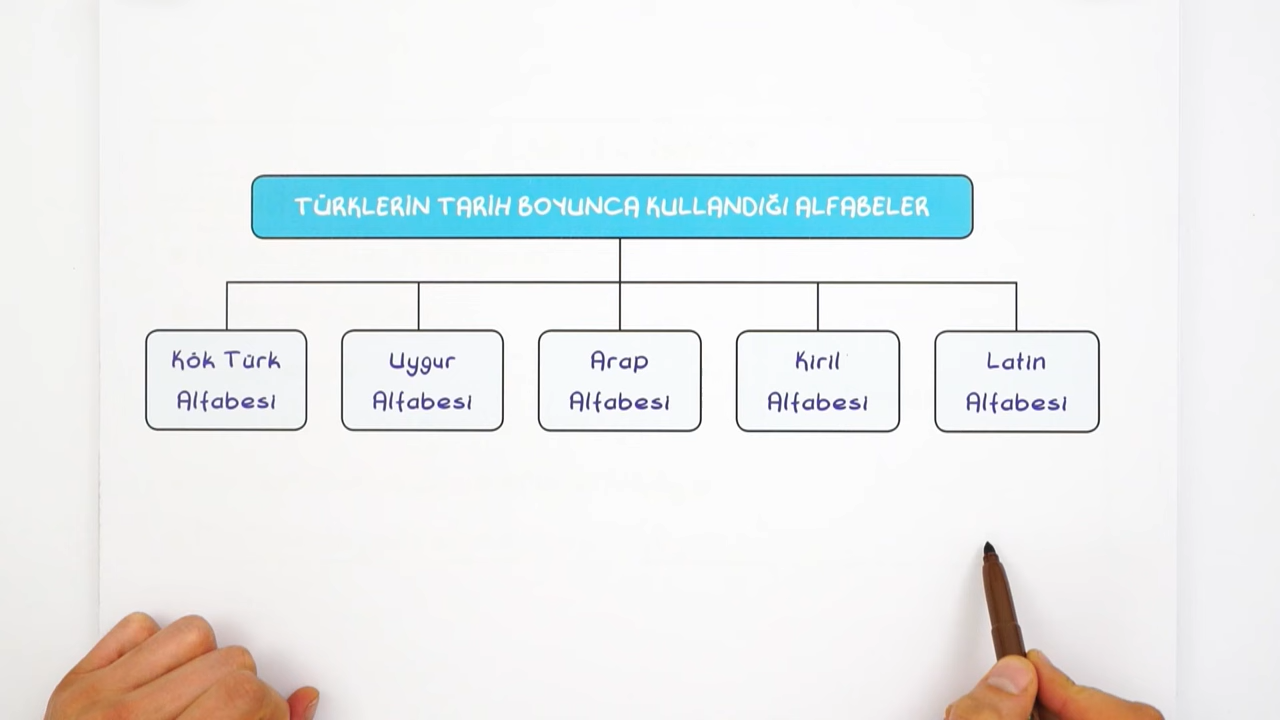 TÜRKLERİN TARİH BOYUNCA KULLANDIĞI ALFABELER
Kök Türk
Alfabesi
Uygur
Alfabesi
Arap
Alfabesi
Kiril
Alfabesi
Latin
Alfabesi